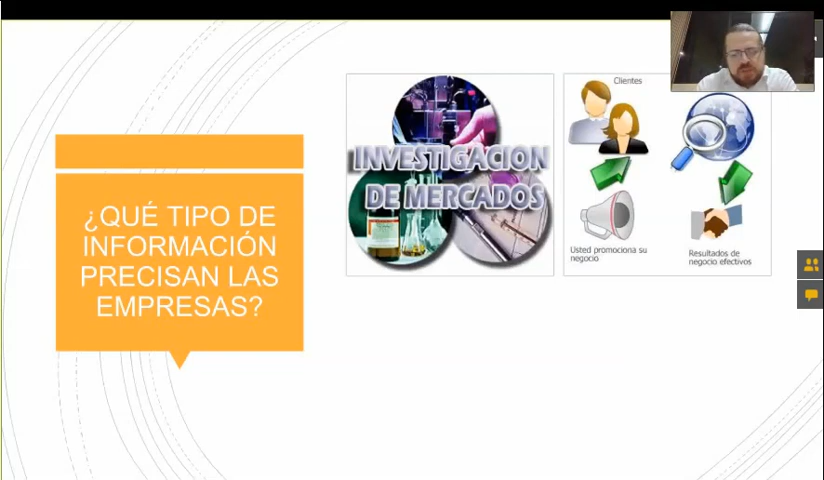 ¿QUÉ TIPO DE
INFORMACIÓN
PRECISAN LAS
EMPRESAS?
INVESTIGACION
DE MERCADOS
Clientes
Usted promociona su
negocio
Resultados de
negocio efectivos